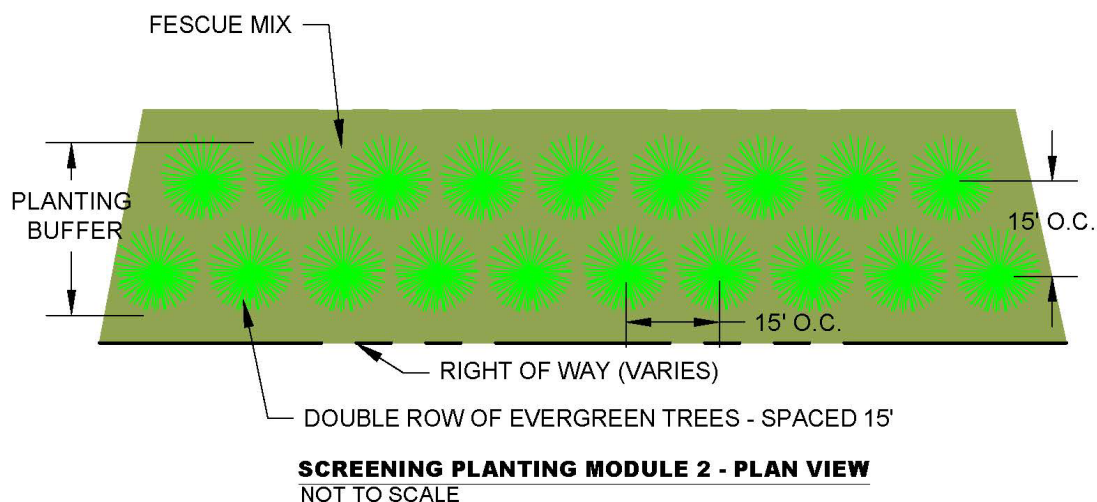 FESCUE MIX
PLANTING
BUFFER
15' O.C.
15' O.C.
RIGHT OF WAY (VARIES)
DOUBLE ROW OF EVERGREEN TREES - SPACED 15'
SCREENING PLANTING MODULE 2 - PLAN VIEW
NOT TO SCALE